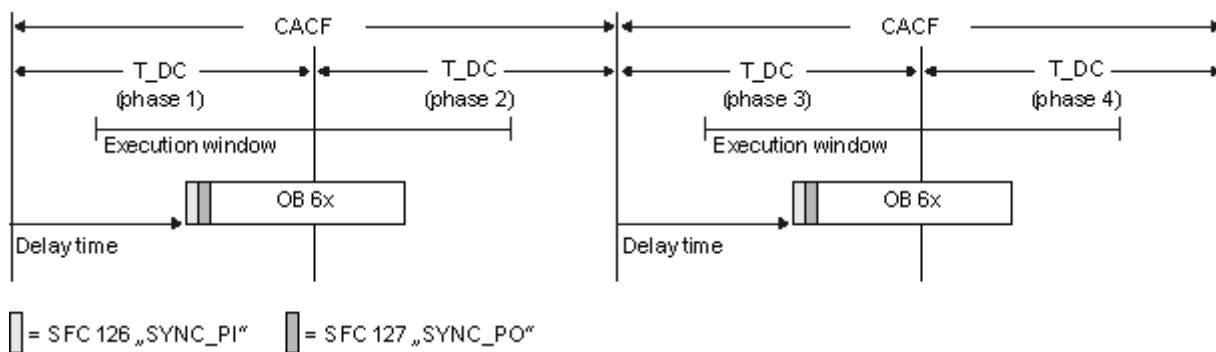 CACF CACF
T_DC T_DC T_DC T_DC
(phase 1) (phase 2) (phase 3) (phase 4)
Execution window Execution window
OB 6x OB 6x
Delay time Delay time
= SFC 126 „SYNC_PI“ = SFC 127 „SYNC_PO“